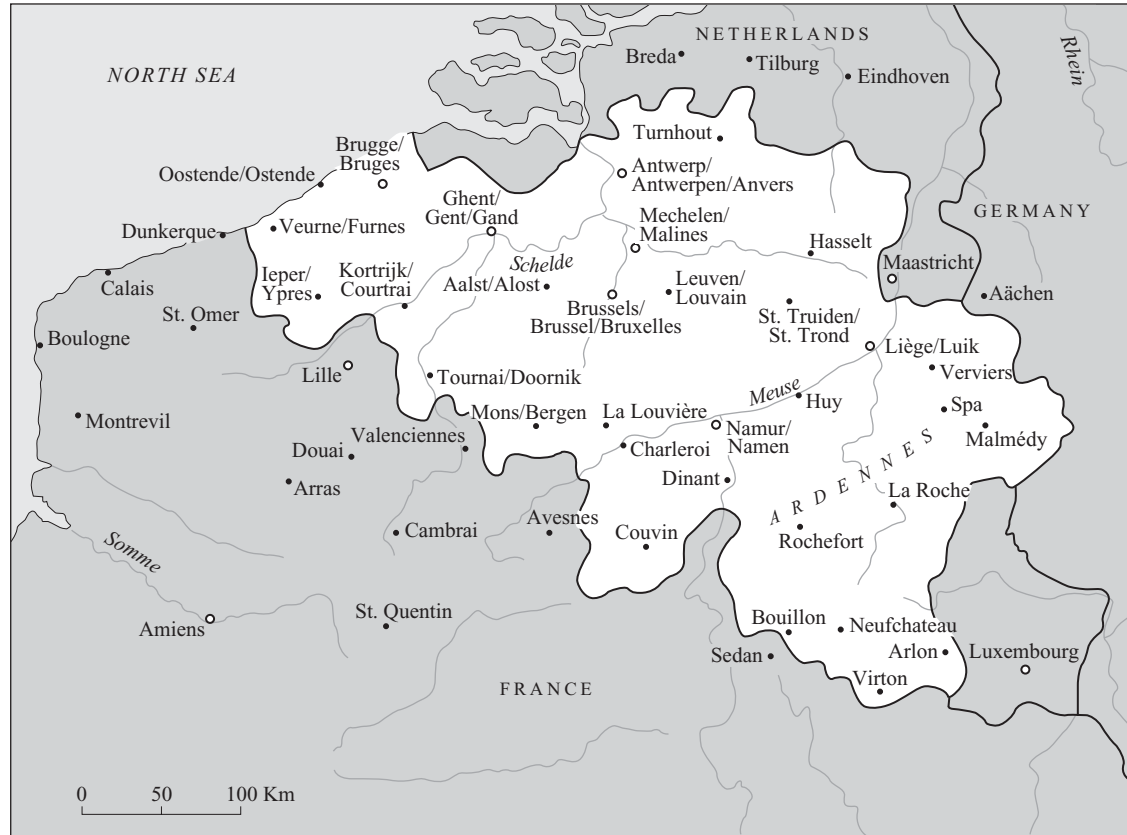 NETHERLANDS
NORTH SEA
Breda
Tilburg
Eindhoven
Rhein
Turnhout
Brugge/
Bruges
Oostende/Ostende
Antwerp/
Antwerpen/Anvers
Ghent/
Gent/Gand
GERMANY
Veurne/Furnes
Dunkerque
Mechelen/
Malines
Hasselt
Maastricht
Schelde
Ieper/
Ypres
Kortrijk/
Courtrai
Aalst/Alost
Leuven/
Louvain
Calais
Aächen
Brussels/
Brussel/Bruxelles
St. Truiden/
St. Trond
St. Omer
Boulogne
Liège/Luik
Lille
Verviers
Tournai/Doornik
Meuse
Huy
Spa
Montrevil
Mons/Bergen
La Louvière
Namur/
Namen
Malmédy
Valenciennes
Douai
Charleroi
Dinant
ARDENNES
Arras
La Roche
Cambrai
Avesnes
Couvin
Rochefort
Somme
St. Quentin
Amiens
Bouillon
Neufchateau
Arlon
Luxembourg
Sedan
Virton
FRANCE
0 50 100 Km